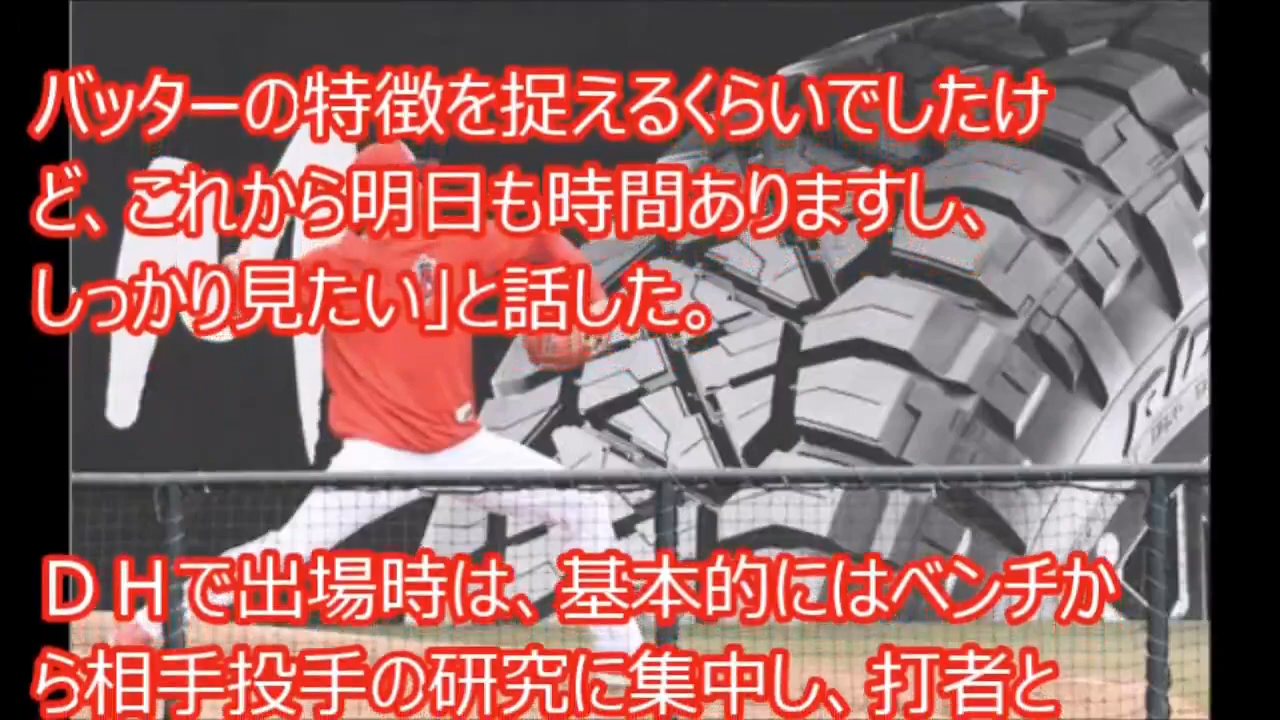 バッターの特徴を捉えるくらいでしたけ
ど、これから明日も時間ありますし、
しっかり見たい」と話した。
ＤＨで出場時は、基本的にはベンチか
ら相手投手の研究に集中し、打者と